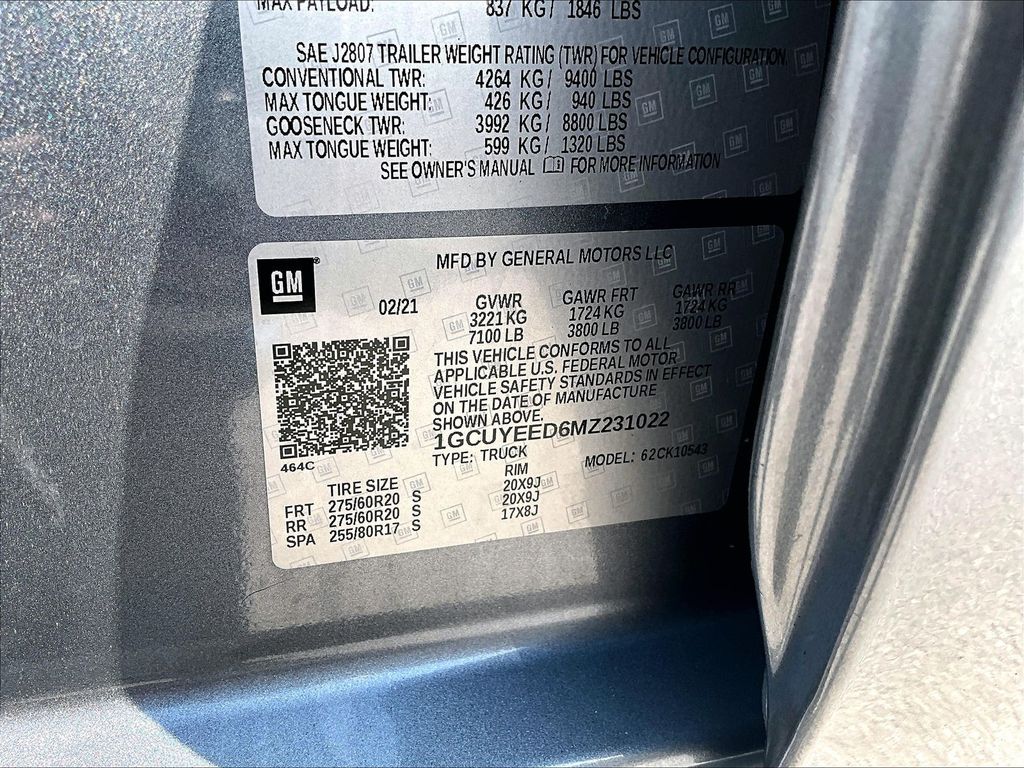 MAX PAYLOAD: 837 KG/ 1846 LBS
SAE J2807 TRAILER WEIGHT RATING (TWR) FOR VEHICLE CONFIGURATION
CONVENTIONAL TWR: 4264 KG/ 9400 LBS
MAX TONGUE WEIGHT: 426 KG/ 940 LBS
GOOSENECK TWR: 3992 KG/ 8800 LBS
MAX TONGUE WEIGHT: 599 KG/ 1320 LBS
SEE OWNER'S MANUAL FOR MORE INFORMATION
GM®
MFD BY GENERAL MOTORS LLC
02/21 GVWR GAWR FRT GAWR RR
3221 KG 1724 KG 1724 KG
7100 LB 3800 LB 3800 LB
THIS VEHICLE CONFORMS TO ALL
APPLICABLE U.S. FEDERAL MOTOR
VEHICLE SAFETY STANDARDS IN EFFECT
ON THE DATE OF MANUFACTURE
SHOWN ABOVE.
1GCUYEED6MZ231022
TYPE: TRUCK MODEL: 62CK10543
464C
TIRE SIZE RIM
FRT 275/60R20 S 20X9J
RR 275/60R20 S 20X9J
SPA 255/80R17 S 17X8J